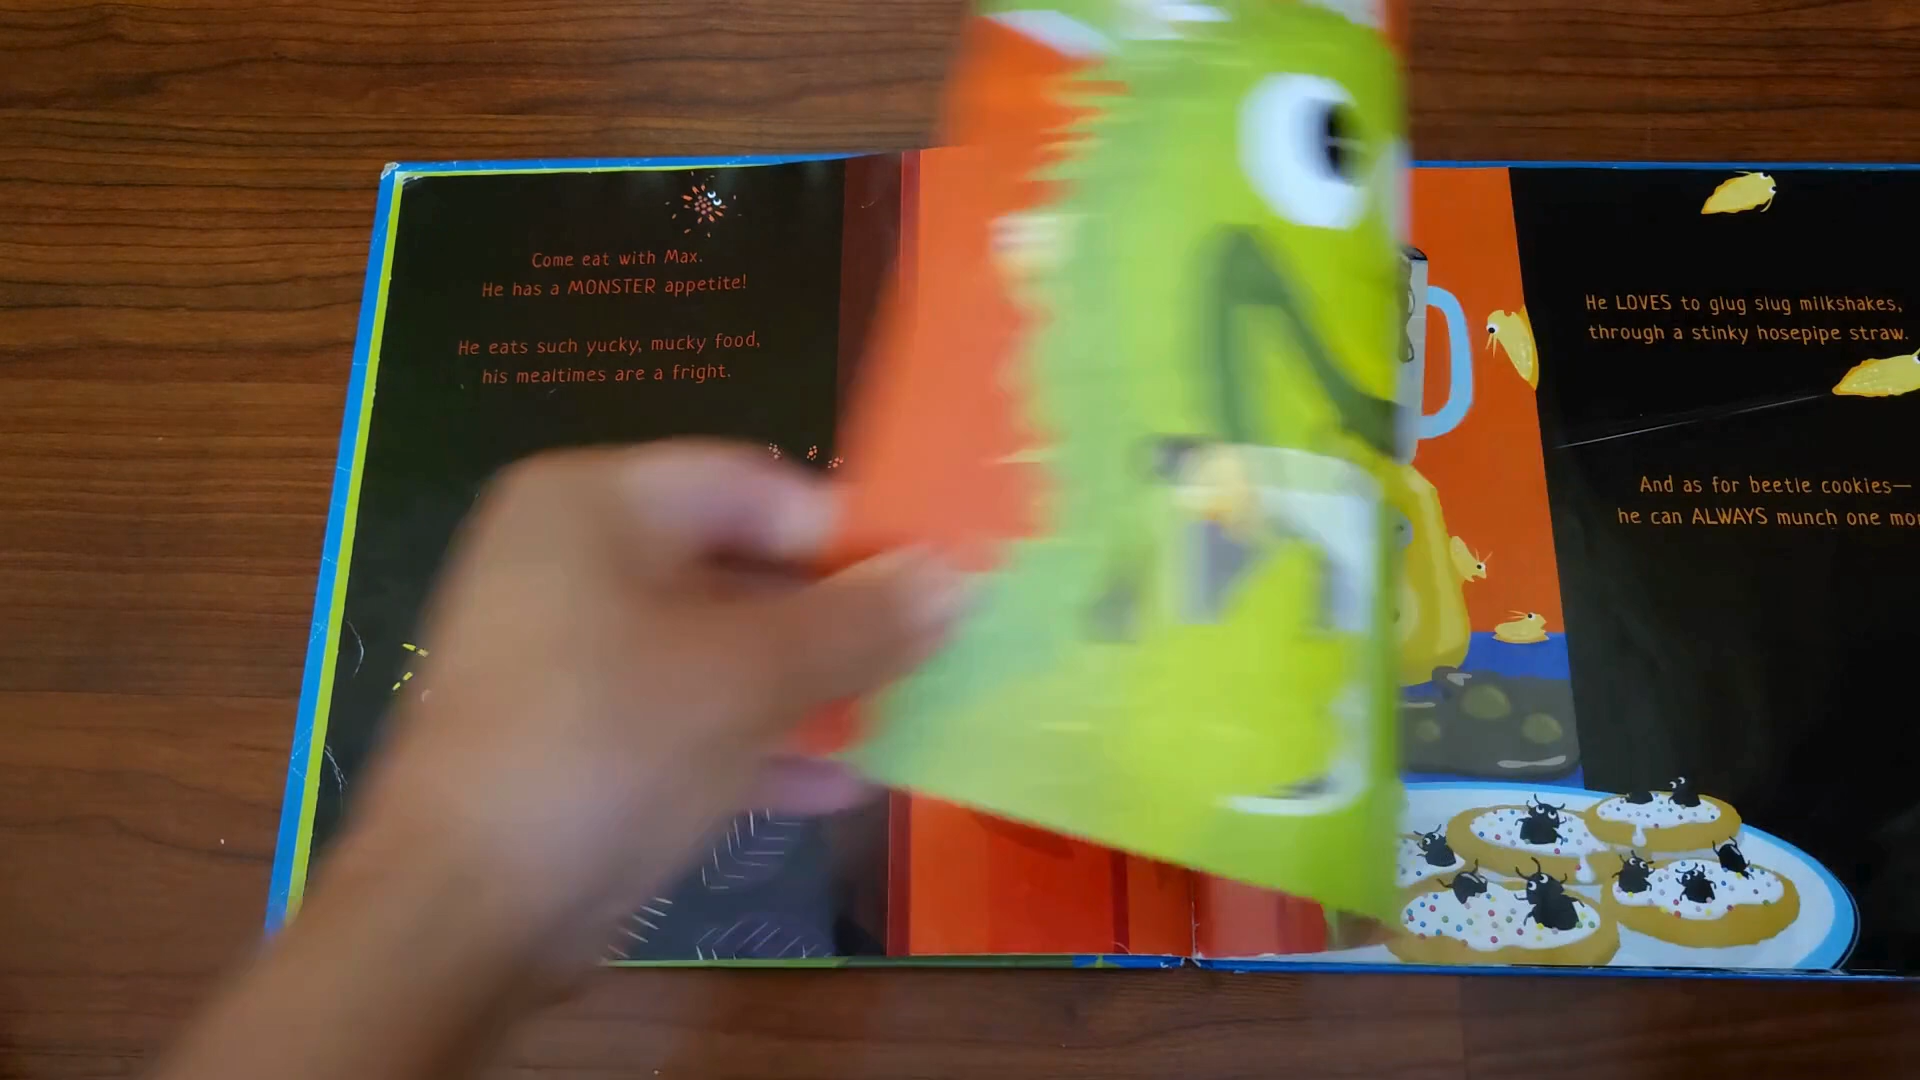 Come eat with Max.
He has a MONSTER appetite!
He eats such yucky, mucky food,
his mealtimes are a fright.
He LOVES to glug slug milkshakes,
through a stinky hosepipe straw.
And as for beetle cookies—
he can ALWAYS munch one